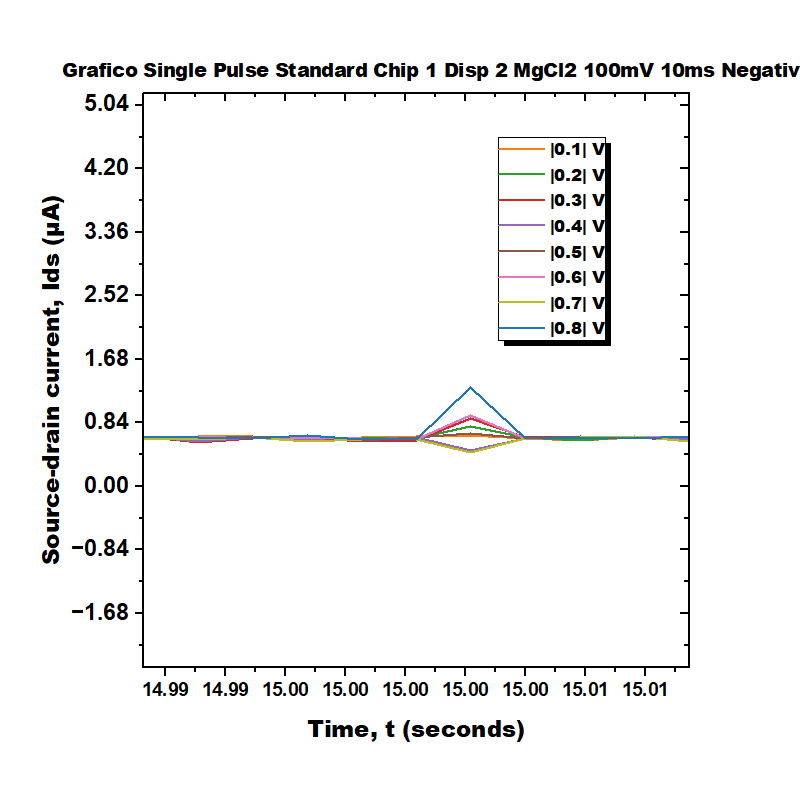 Grafico Single Pulse Standard Chip 1 Disp 2 MgCl2 100mV 10ms Negativ
5.04
4.20
3.36
2.52
1.68
0.84
0.00
−0.84
−1.68
Source-drain current, Ids (µA)
|0.1| V
|0.2| V
|0.3| V
|0.4| V
|0.5| V
|0.6| V
|0.7| V
|0.8| V
14.99 14.99 15.00 15.00 15.00 15.00 15.00 15.01 15.01
Time, t (seconds)